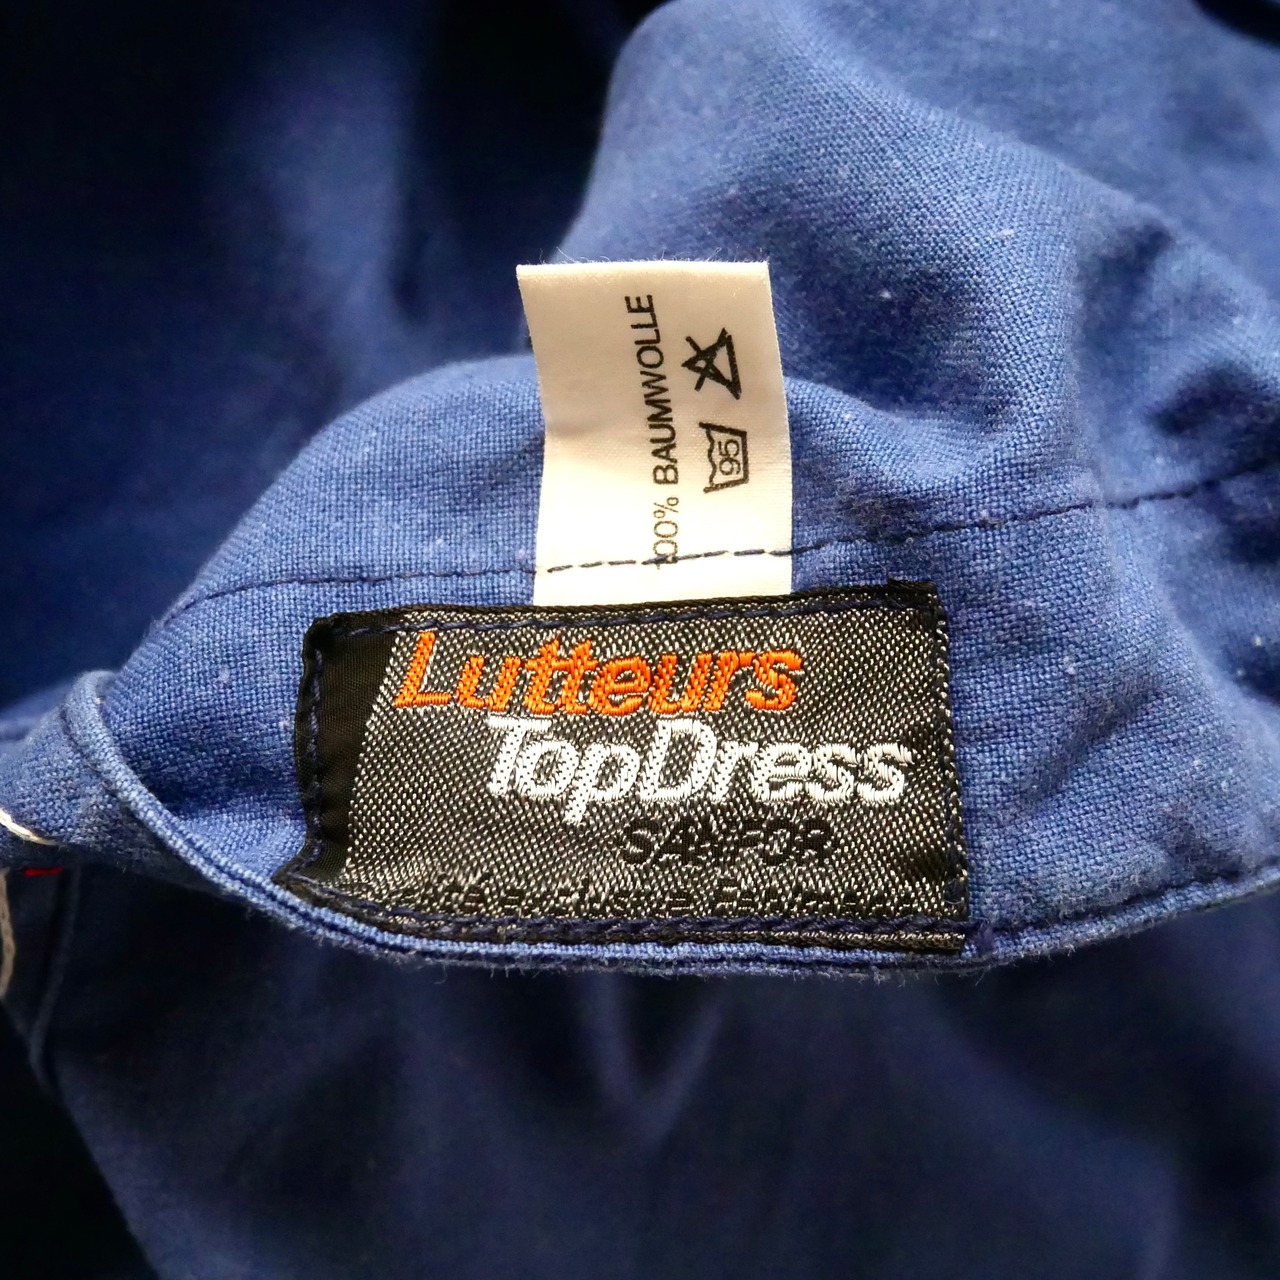 100% BAUMWOLLE
95
Lutteurs
TopDress
SANFOR